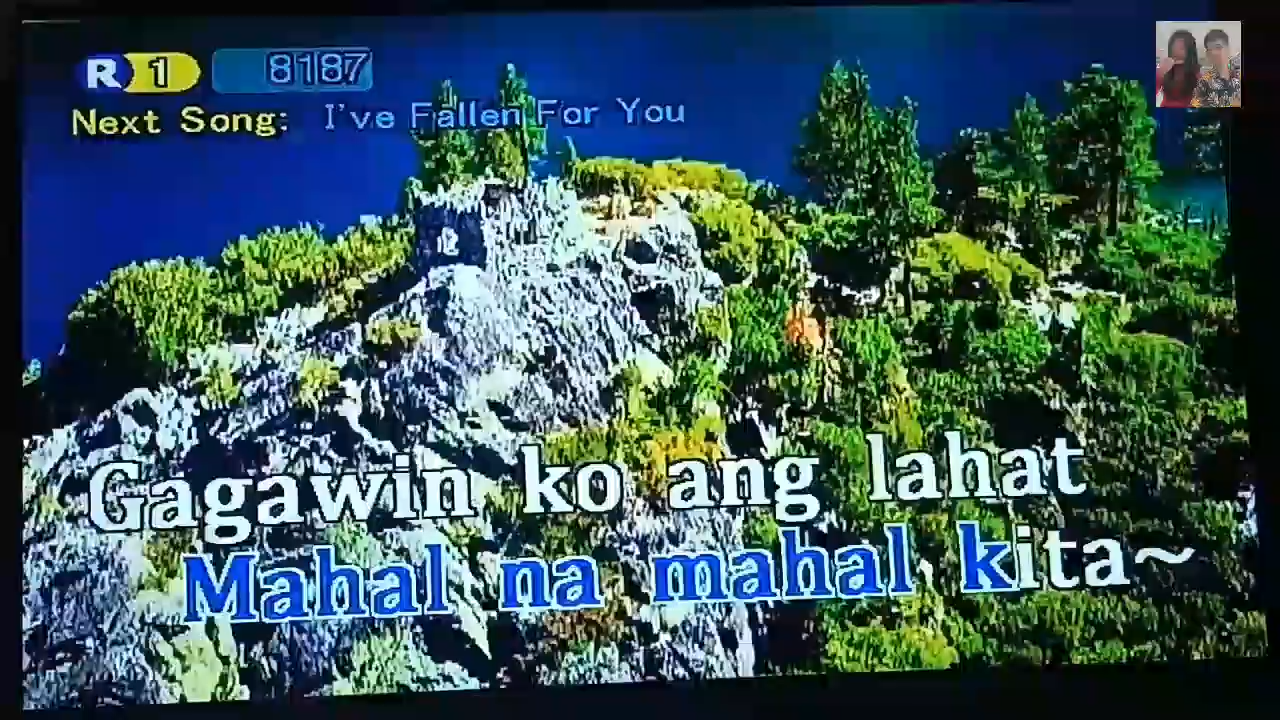 R 1 8187
Next Song: I've Fallen For You
Gagawin ko ang lahat
Mahal na mahal kita~